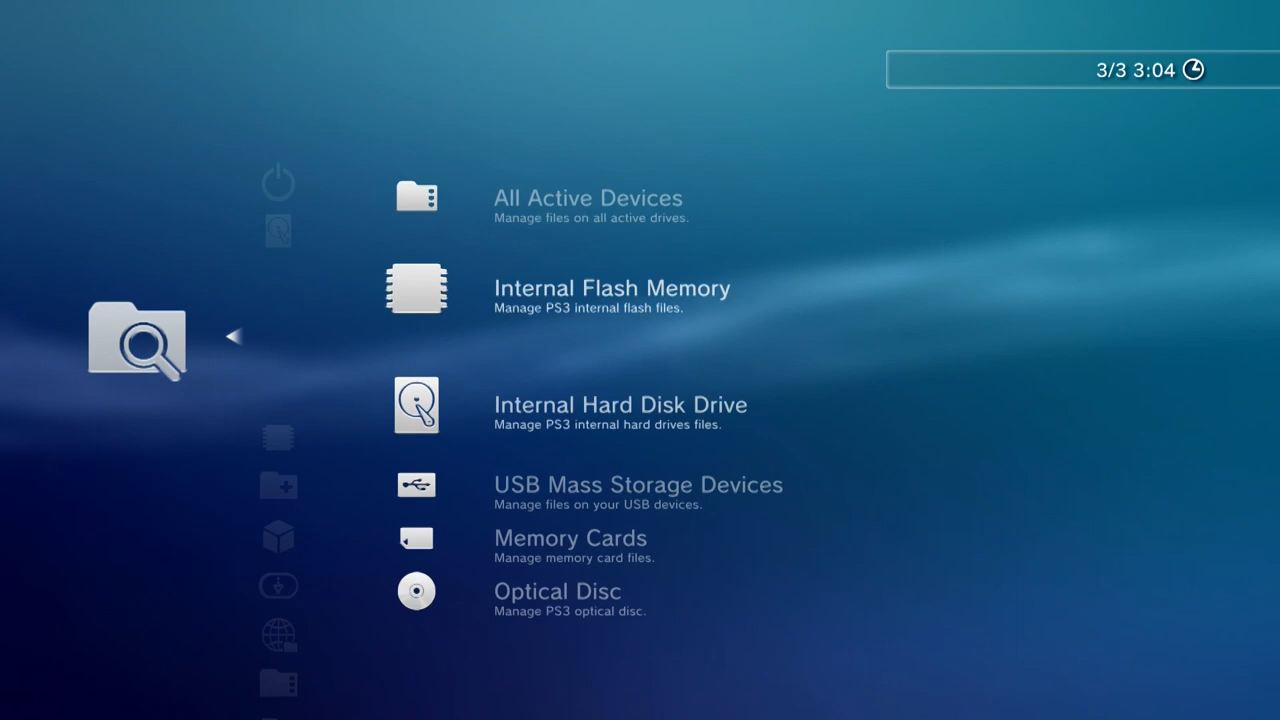 3/3 3:04
All Active Devices
Manage files on all active drives.
Internal Flash Memory
Manage PS3 internal flash files.
Internal Hard Disk Drive
Manage PS3 internal hard drives files.
USB Mass Storage Devices
Manage files on your USB devices.
Memory Cards
Manage memory card files.
Optical Disc
Manage PS3 optical disc.